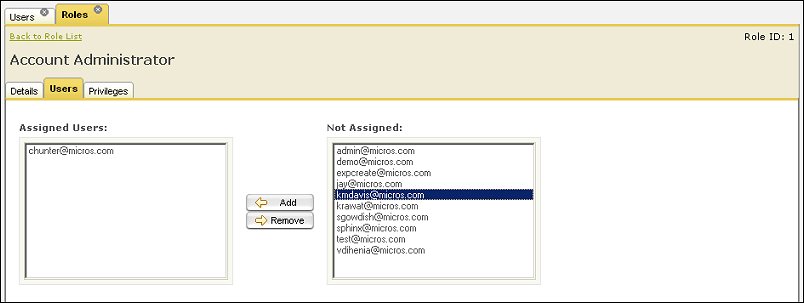 Users Roles
Back to Role List Role ID: 1
Account Administrator
Details Users Privileges
Assigned Users: Not Assigned:
chunter@micros.com
Add
Remove
admin@micros.com
demo@micros.com
expcreate@micros.com
jay@micros.com
kmdavis@micros.com
krawat@micros.com
sgowdish@micros.com
sphinx@micros.com
test@micros.com
vdihenia@micros.com